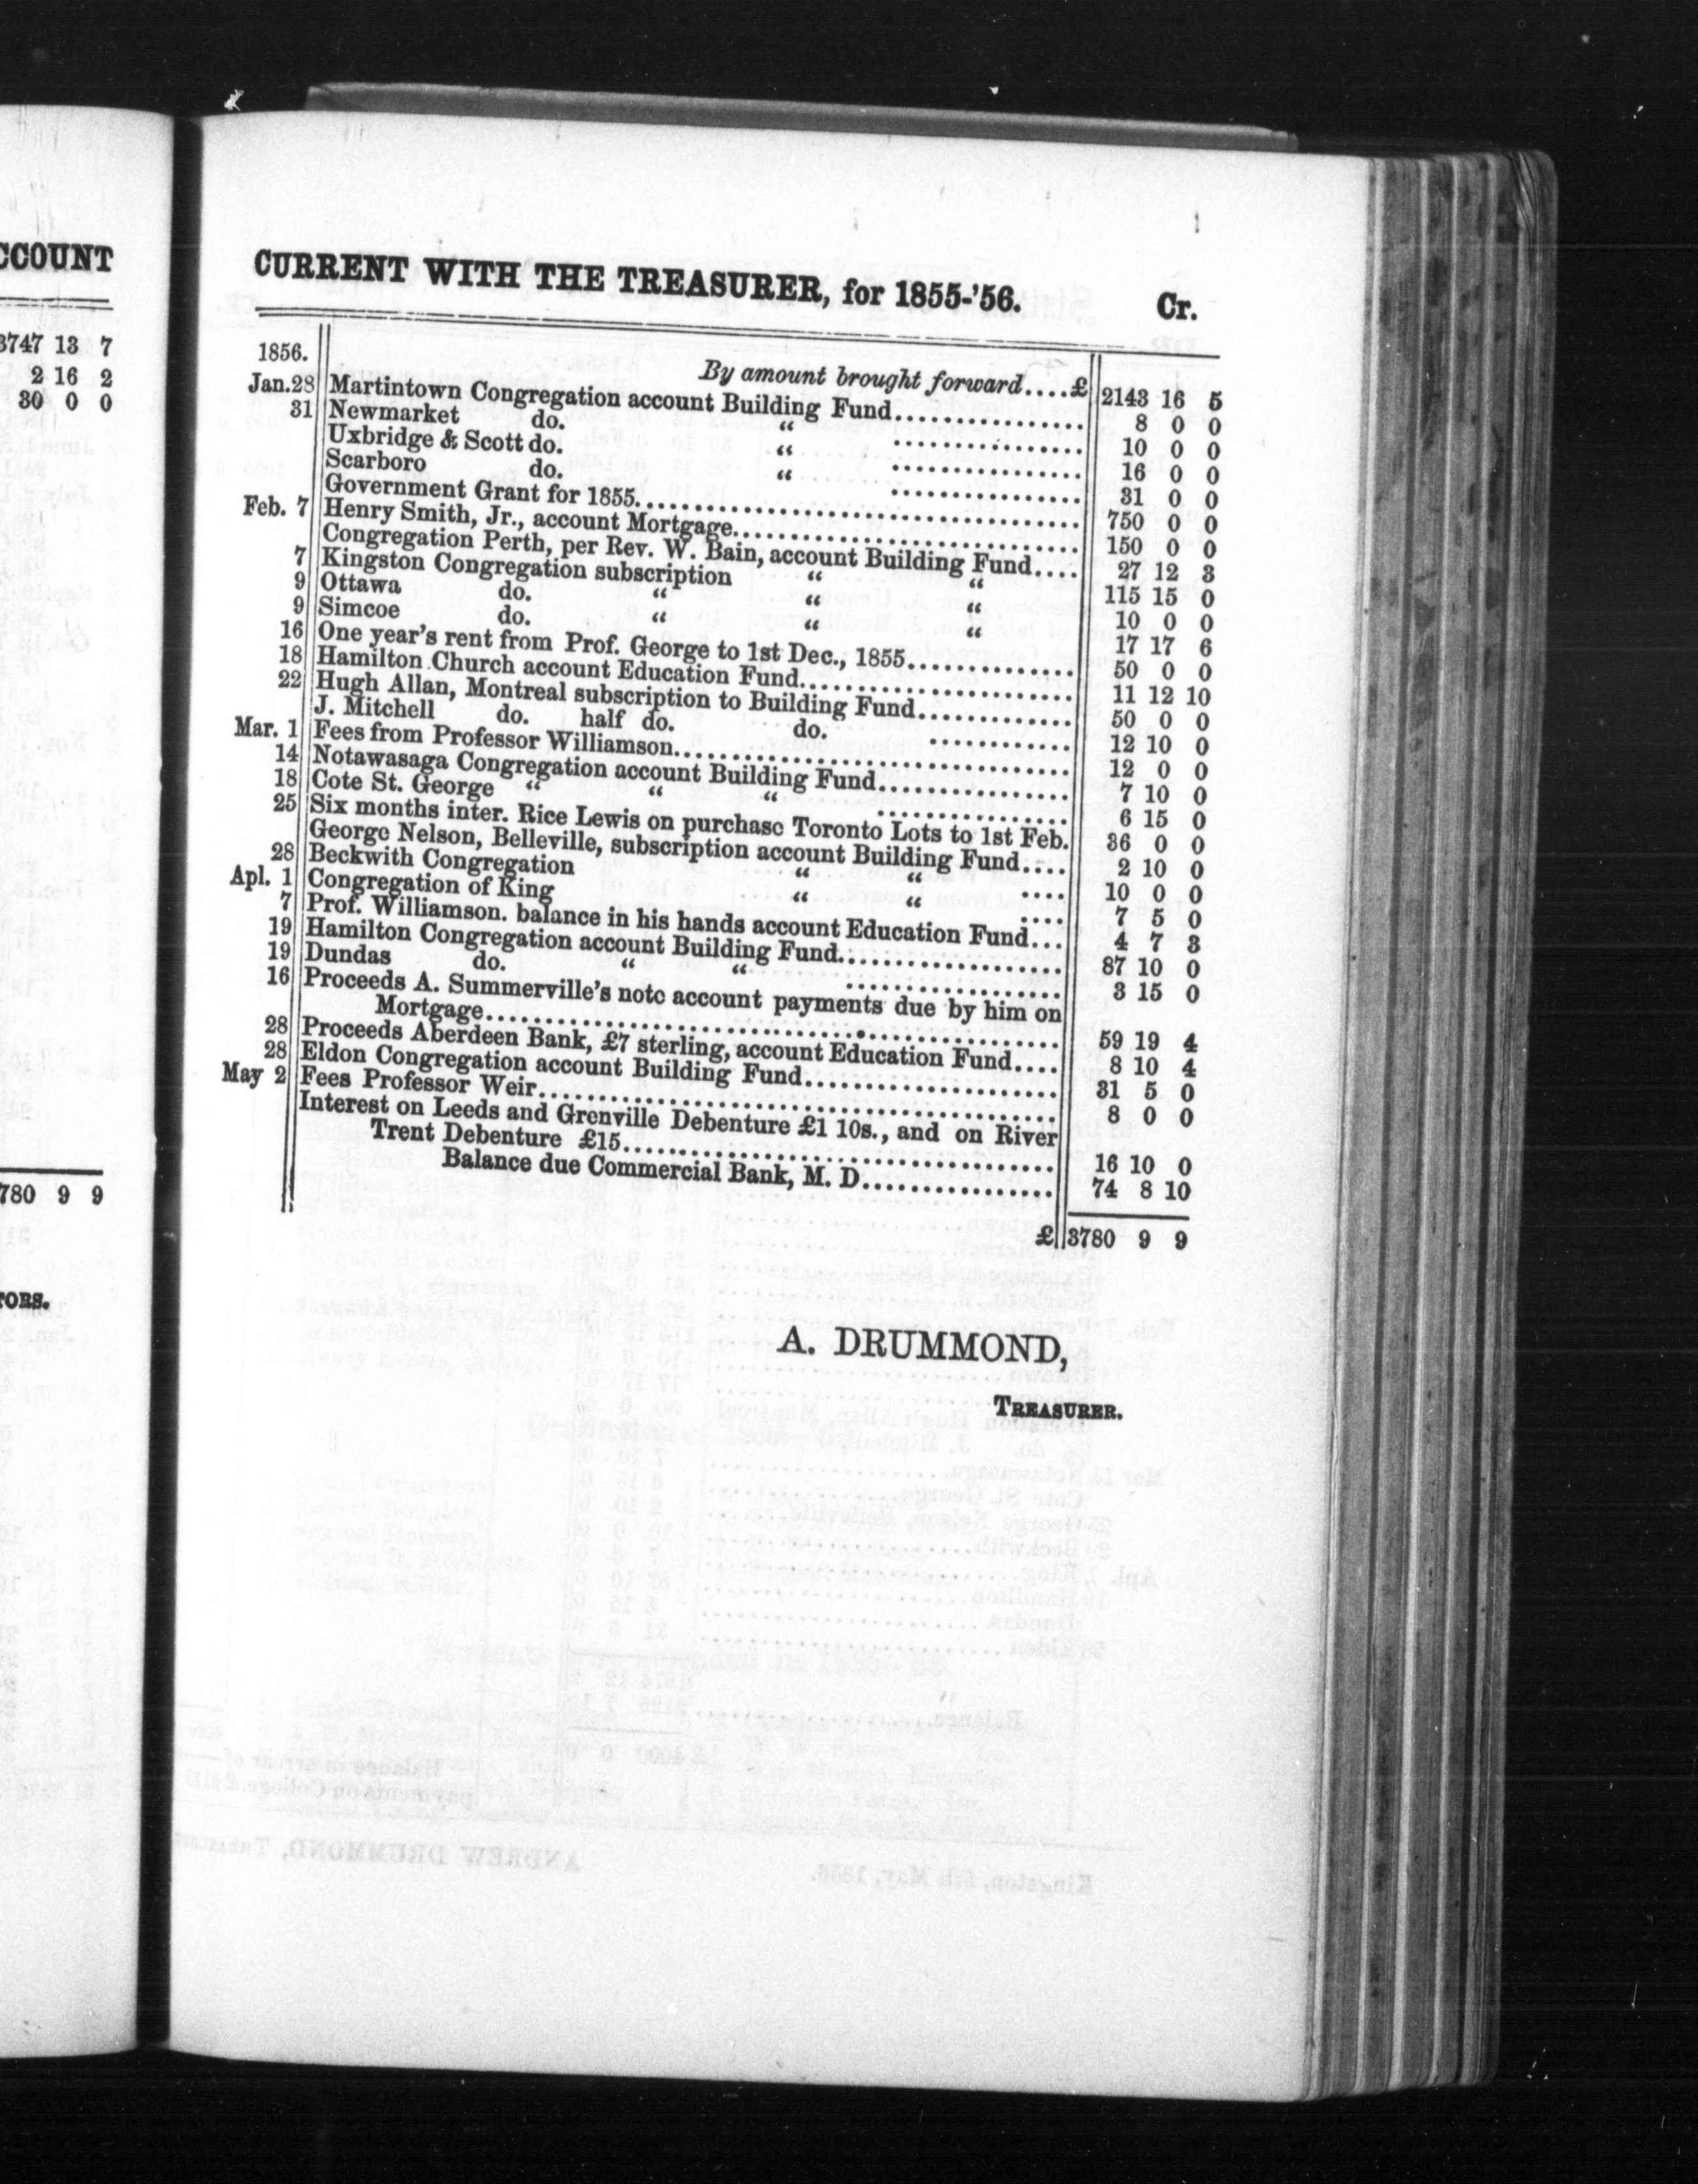 CCOUNT
3747 13 7
2 16 2
30 0 0
780 9 9
TORS.
CURRENT WITH THE TREASURER, for 1855-'56. Cr.
1856. By amount brought forward....£ 2143 16 5
Jan. 28 Martintown Congregation account Building Fund................ 8 0 0
31 Newmarket do. " ................ 10 0 0
Uxbridge & Scott do. " ................ 16 0 0
Scarboro do. " ................ 31 0 0
Government Grant for 1855..................................... 750 0 0
Feb. 7 Henry Smith, Jr., account Mortgage............................. 150 0 0
Congregation Perth, per Rev. W. Bain, account Building Fund.... 27 12 3
7 Kingston Congregation subscription " " 115 15 0
9 Ottawa do. " " " 10 0 0
9 Simcoe do. " " " 17 17 6
16 One year's rent from Prof. George to 1st Dec., 1855.............. 50 0 0
18 Hamilton Church account Education Fund....................... 11 12 10
22 Hugh Allan, Montreal subscription to Building Fund............. 50 0 0
J. Mitchell do. half do. do. ............ 12 10 0
Mar. 1 Fees from Professor Williamson.................................. 12 0 0
14 Notawasaga Congregation account Building Fund................ 7 10 0
18 Cote St. George " " " ................ 6 15 0
25 Six months inter. Rice Lewis on purchase Toronto Lots to 1st Feb. 36 0 0
George Nelson, Belleville, subscription account Building Fund.... 2 10 0
28 Beckwith Congregation " " .... 10 0 0
Apl. 1 Congregation of King " " .... 7 5 0
7 Prof. Williamson. balance in his hands account Education Fund... 4 7 3
19 Hamilton Congregation account Building Fund................... 87 10 0
19 Dundas do. " " ................... 3 15 0
16 Proceeds A. Summerville's note account payments due by him on
Mortgage................................................. 59 19 4
28 Proceeds Aberdeen Bank, £7 sterling, account Education Fund.... 8 10 4
28 Eldon Congregation account Building Fund...................... 31 5 0
May 2 Fees Professor Weir............................................. 8 0 0
Interest on Leeds and Grenville Debenture £1 10s., and on River
Trent Debenture £15..................................... 16 10 0
Balance due Commercial Bank, M. D................ 74 8 10
£ 3780 9 9
A. DRUMMOND,
TREASURER.